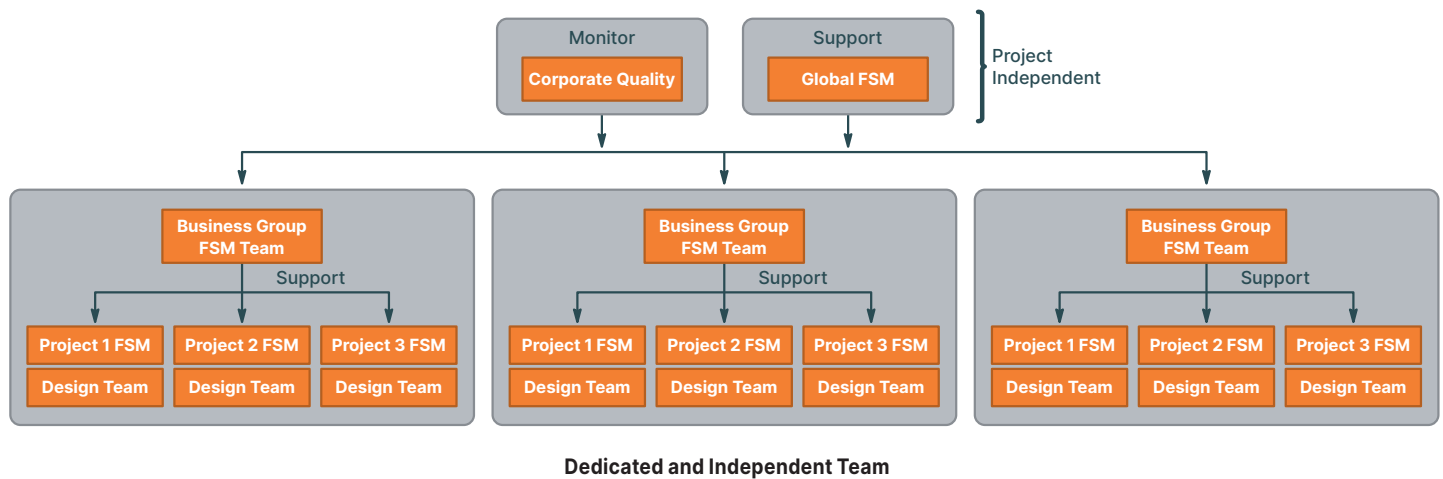 Monitor
Corporate Quality
Support
Global FSM
Project
Independent
Business Group
FSM Team
Support
Project 1 FSM
Project 2 FSM
Project 3 FSM
Design Team
Design Team
Design Team
Business Group
FSM Team
Support
Project 1 FSM
Project 2 FSM
Project 3 FSM
Design Team
Design Team
Design Team
Business Group
FSM Team
Support
Project 1 FSM
Project 2 FSM
Project 3 FSM
Design Team
Design Team
Design Team
Dedicated and Independent Team